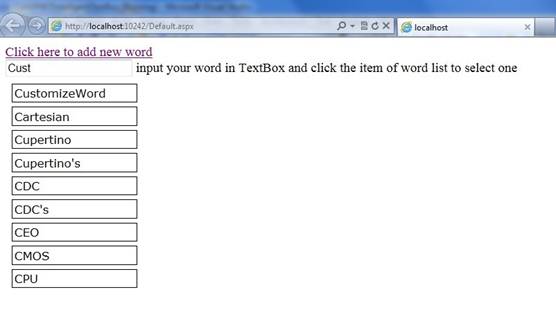 http://localhost:10242/Default.aspx
localhost
Click here to add new word
Cust input your word in TextBox and click the item of word list to select one
CustomizeWord
Cartesian
Cupertino
Cupertino's
CDC
CDC's
CEO
CMOS
CPU